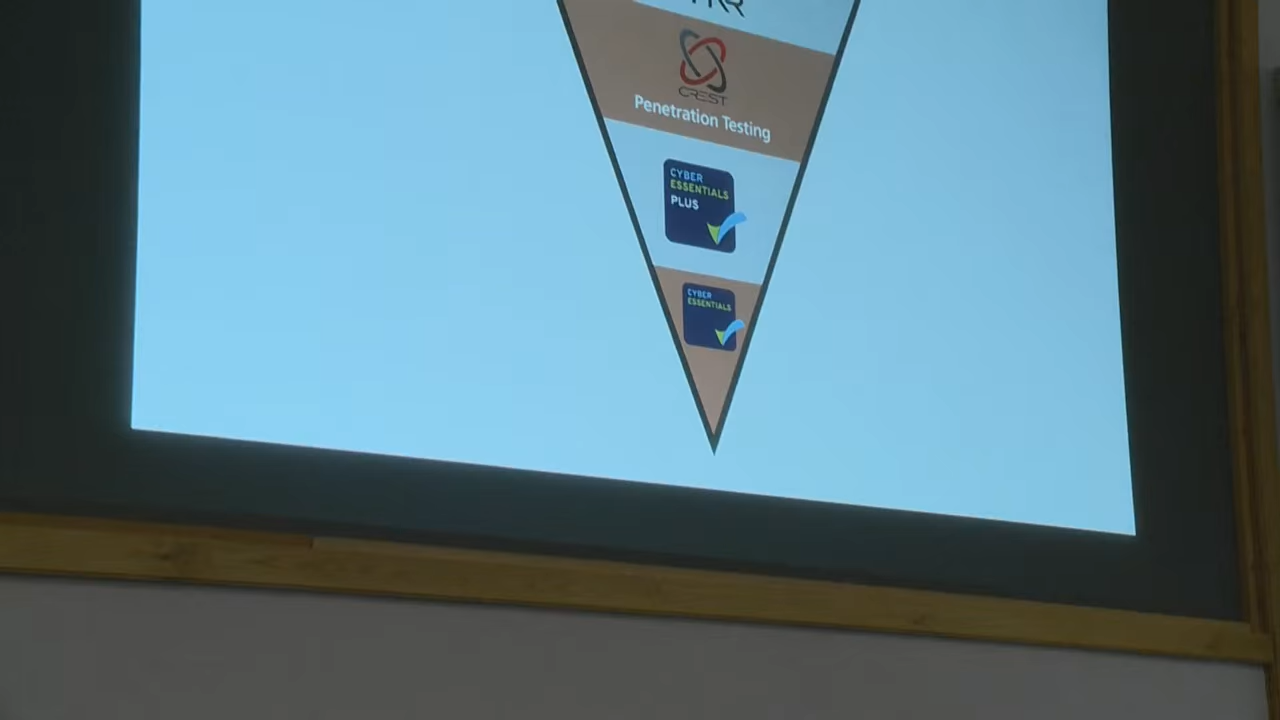 CREST
Penetration Testing
CYBER
ESSENTIALS
PLUS
CYBER
ESSENTIALS